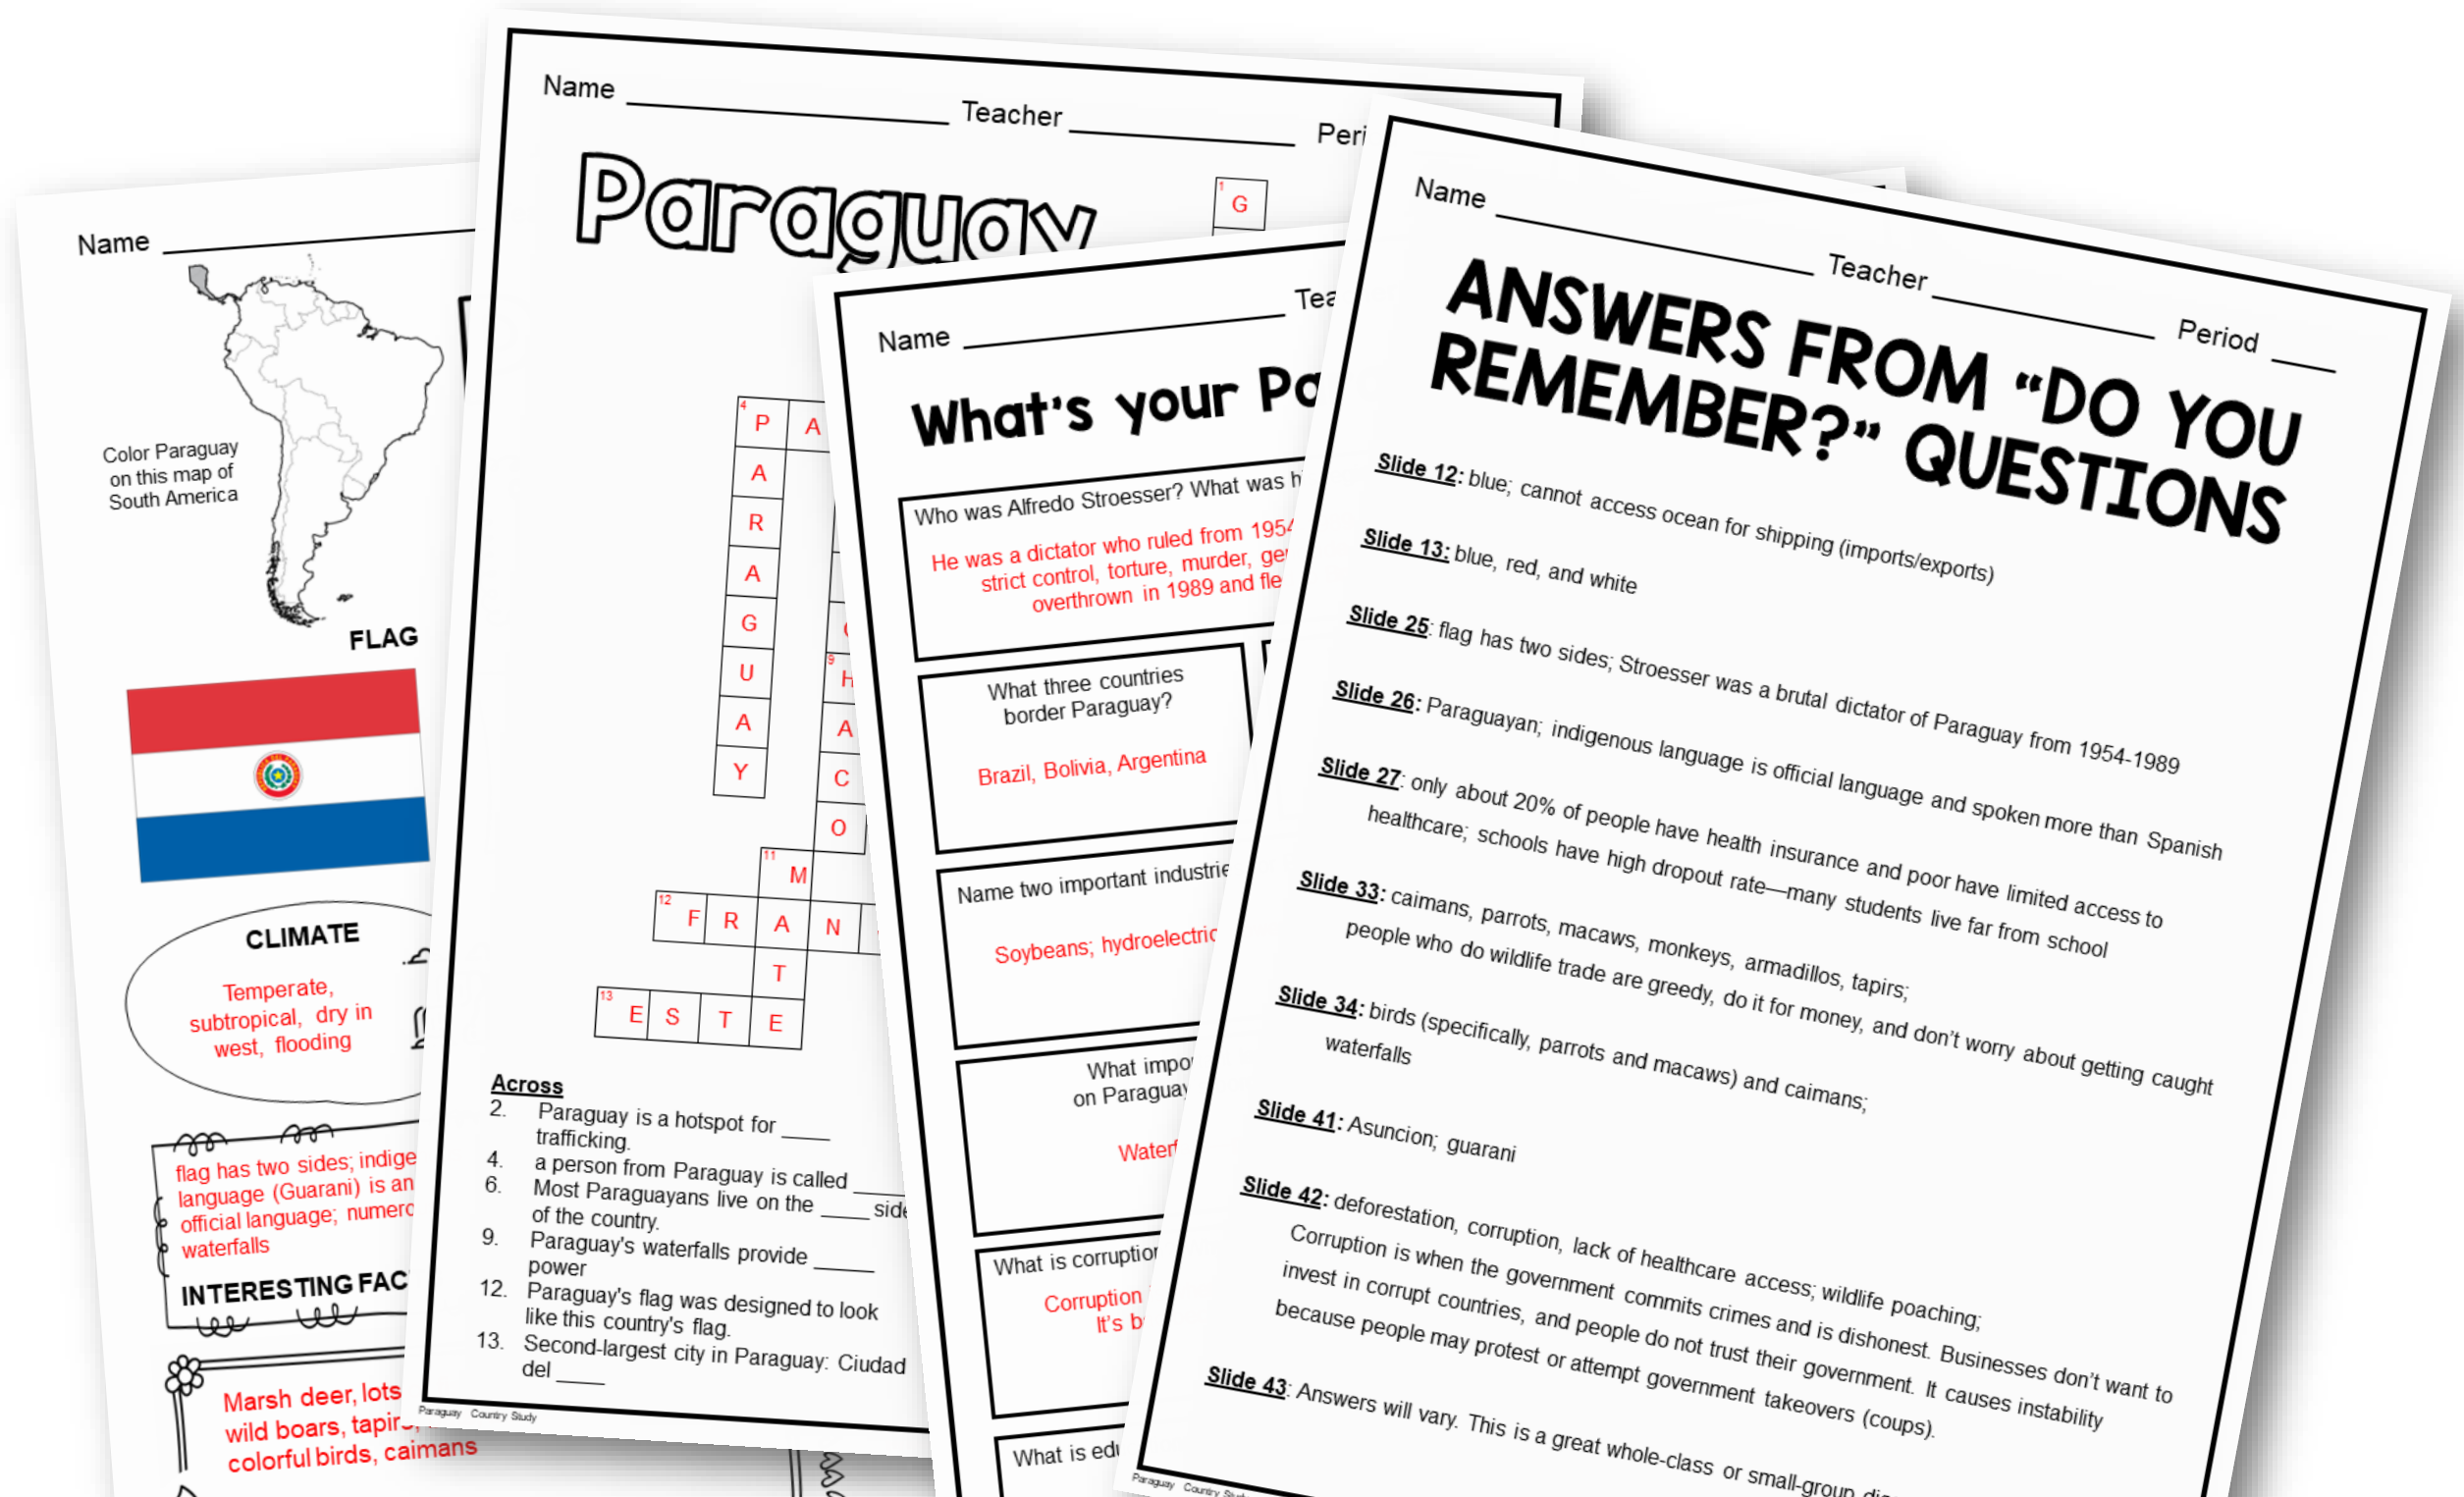 Name
Color Paraguay
on this map of
South America
FLAG
CLIMATE
Temperate,
subtropical, dry in
west, flooding
flag has two sides;
language (Guarani) is an
official language;
waterfalls
INTERESTING
Marsh deer, lots
wild boars, tapirs,
colorful birds, caimans
Name Teacher
Paraguay
1 G
4 P A
A
R
A
G
U
A
Y
9 H
A
C
O
11 M
12 F R A N
T
13 E S T E
Across
2. Paraguay is a hotspot for ____
trafficking.
4. a person from Paraguay is called ____
6. Most Paraguayans live on the ____ side
of the country.
9. Paraguay's waterfalls provide _____
power
12. Paraguay's flag was designed to look
like this country's flag.
13. Second-largest city in Paraguay: Ciudad
del ____
Paraguay Country Study
Name
What's your
Who was Alfredo Stroesser? What was
He was a dictator who ruled from 1954
strict control, torture, murder,
overthrown in 1989 and
What three countries
border Paraguay?
Brazil, Bolivia, Argentina
Name two important
Soybeans;
What
on
What is
Corruption
It's
What is
Name Teacher Period
ANSWERS FROM “DO YOU
REMEMBER?” QUESTIONS
Slide 12: blue; cannot access ocean for shipping (imports/exports)
Slide 13: blue, red, and white
Slide 25: flag has two sides; Stroesser was a brutal dictator of Paraguay from 1954-1989
Slide 26: Paraguayan; indigenous language is official language and spoken more than Spanish
Slide 27: only about 20% of people have health insurance and poor have limited access to
healthcare; schools have high dropout rate—many students live far from school
Slide 33: caimans, parrots, macaws, monkeys, armadillos, tapirs;
people who do wildlife trade are greedy, do it for money, and don’t worry about getting caught
Slide 34: birds (specifically, parrots and macaws) and caimans;
waterfalls
Slide 41: Asuncion; guarani
Slide 42: deforestation, corruption, lack of healthcare access; wildlife poaching;
Corruption is when the government commits crimes and is dishonest. Businesses don’t want to
invest in corrupt countries, and people do not trust their government. It causes instability
because people may protest or attempt government takeovers (coups).
Slide 43: Answers will vary. This is a great whole-class or small-group
Paraguay Country